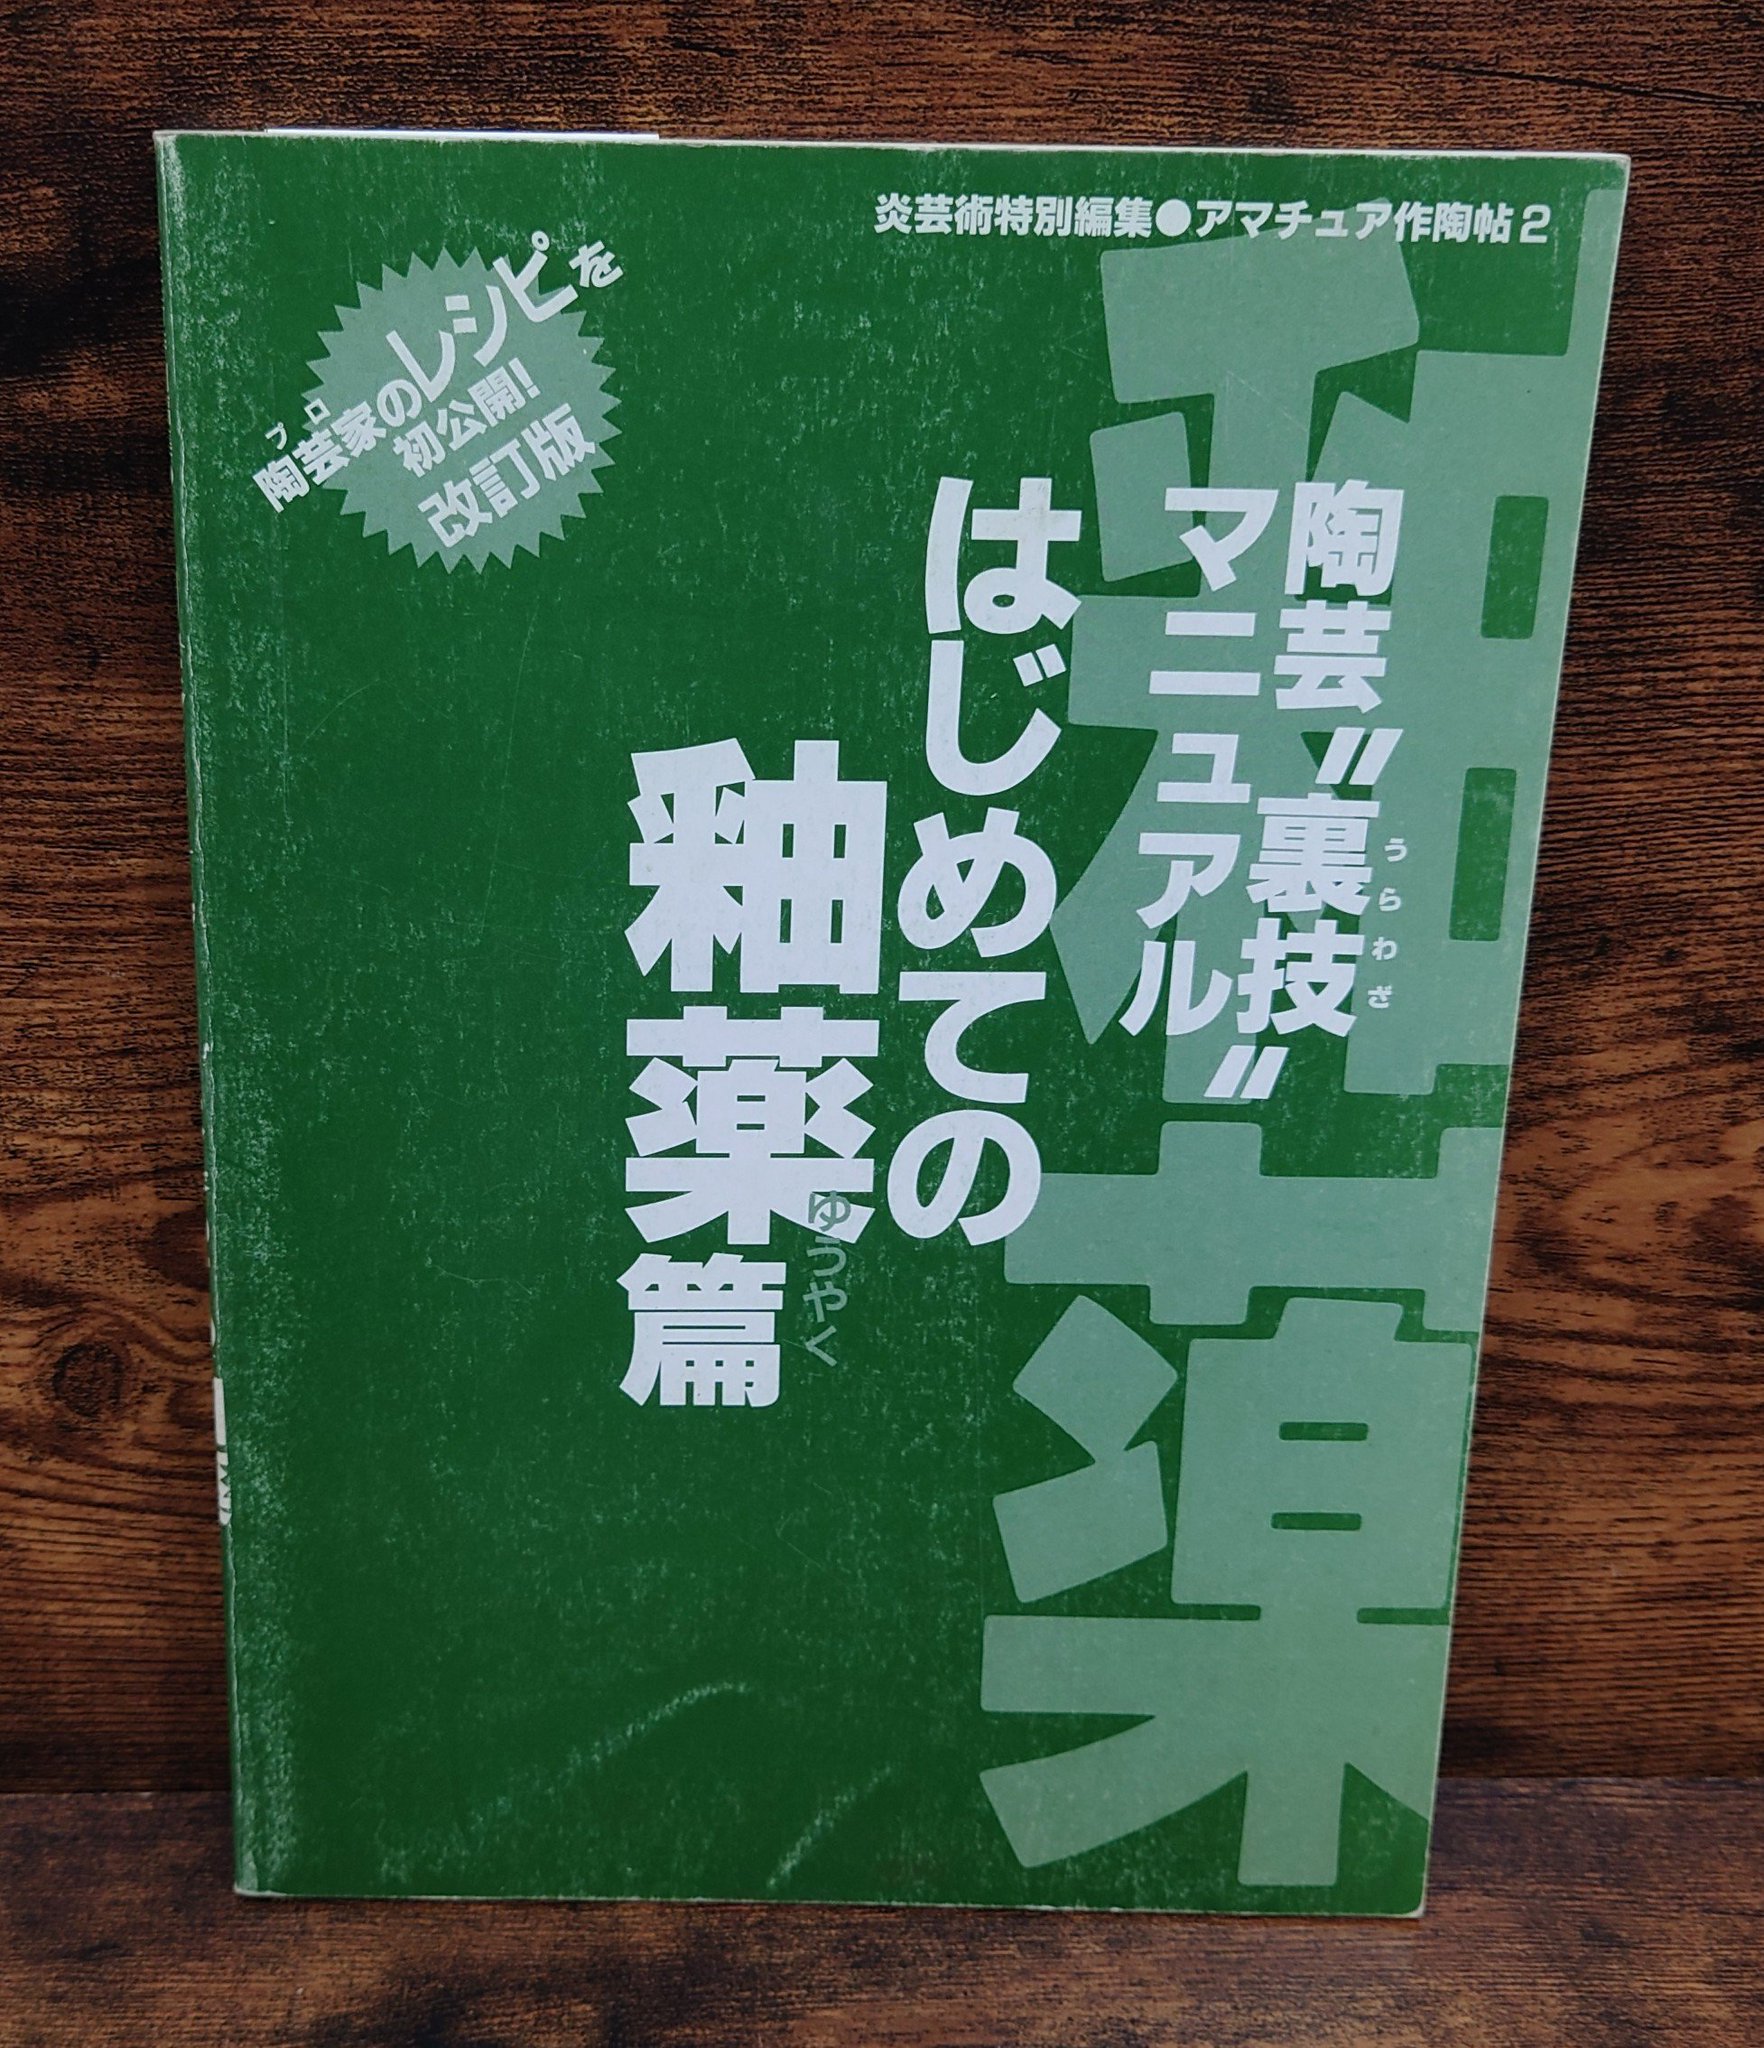 炎芸術特別編集●アマチュア作陶帖2
プロ
陶芸家のレシピを
初公開!
改訂版
陶芸〝裏技〟
うらわざ
マニュアル
はじめての
釉薬篇
ゆうやく
釉薬